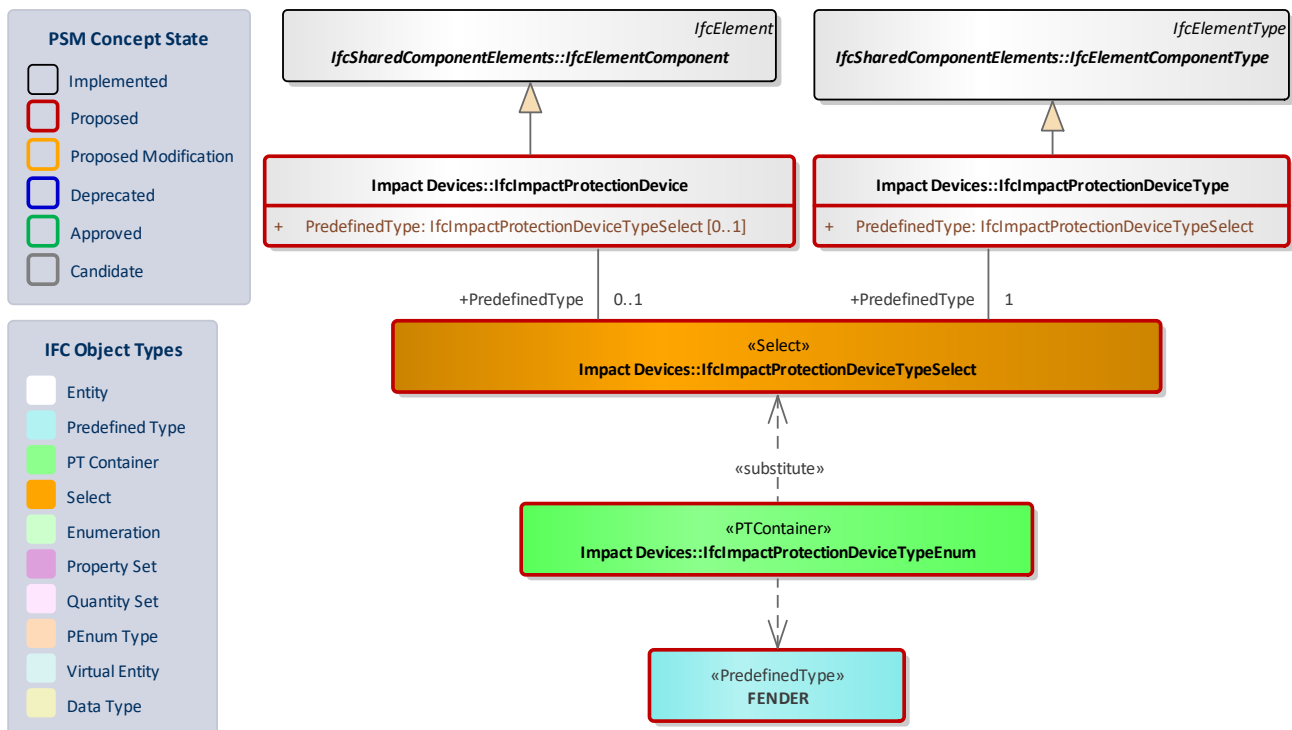 PSM Concept State
Implemented
Proposed
Proposed Modification
Deprecated
Approved
Candidate
IFC Object Types
Entity
Predefined Type
PT Container
Select
Enumeration
Property Set
Quantity Set
PEnum Type
Virtual Entity
Data Type
IfcElement
IfcSharedComponentElements::IfcElementComponent
IfcElementType
IfcSharedComponentElements::IfcElementComponentType
Impact Devices::IfcImpactProtectionDevice
+ PredefinedType: IfcImpactProtectionDeviceTypeSelect [0..1]
Impact Devices::IfcImpactProtectionDeviceType
+ PredefinedType: IfcImpactProtectionDeviceTypeSelect
+PredefinedType 0..1
+PredefinedType 1
«Select»
Impact Devices::IfcImpactProtectionDeviceTypeSelect
«substitute»
«PTContainer»
Impact Devices::IfcImpactProtectionDeviceTypeEnum
«PredefinedType»
FENDER